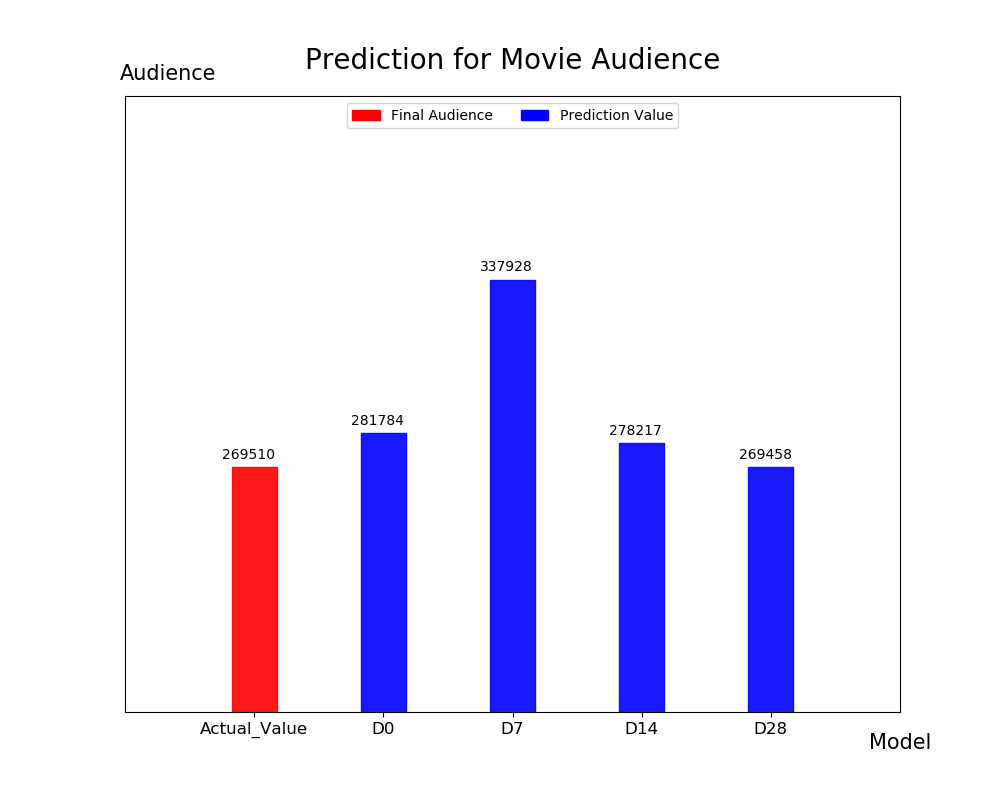 Prediction for Movie Audience
Audience
Final Audience
Prediction Value
337928
281784
278217
269510
269458
Actual_Value
D0
D7
D14
D28
Model